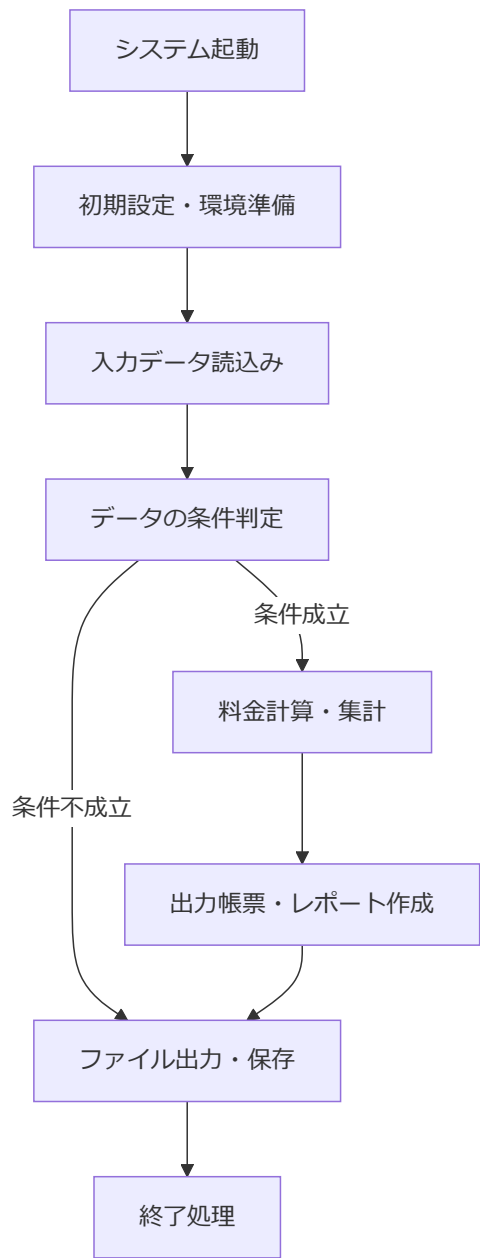 システム起動
初期設定・環境準備
入力データ読込み
データの条件判定
条件成立
料金計算・集計
条件不成立
出力帳票・レポート作成
ファイル出力・保存
終了処理